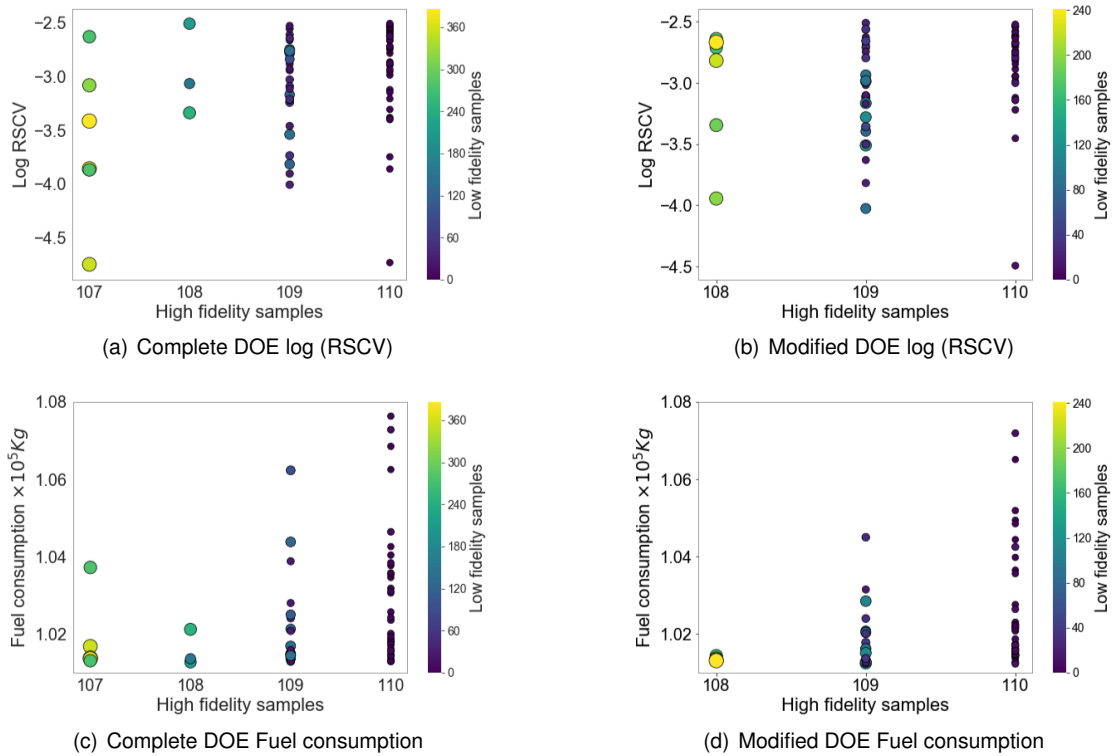 −2.5
−3.0
−3.5
−4.0
−4.5
Log RSCV
107 108 109 110
High fidelity samples
360
300
240
180
120
60
0
Low fidelity samples
(a) Complete DOE log (RSCV)
−2.5
−3.0
−3.5
−4.0
−4.5
Log RSCV
108 109 110
High fidelity samples
240
200
160
120
80
40
0
Low fidelity samples
(b) Modified DOE log (RSCV)
1.08
1.06
1.04
1.02
Fuel consumption ×10⁵Kg
107 108 109 110
High fidelity samples
360
300
240
180
120
60
0
Low fidelity samples
(c) Complete DOE Fuel consumption
1.08
1.06
1.04
1.02
Fuel consumption ×10⁵Kg
108 109 110
High fidelity samples
240
200
160
120
80
40
0
Low fidelity samples
(d) Modified DOE Fuel consumption